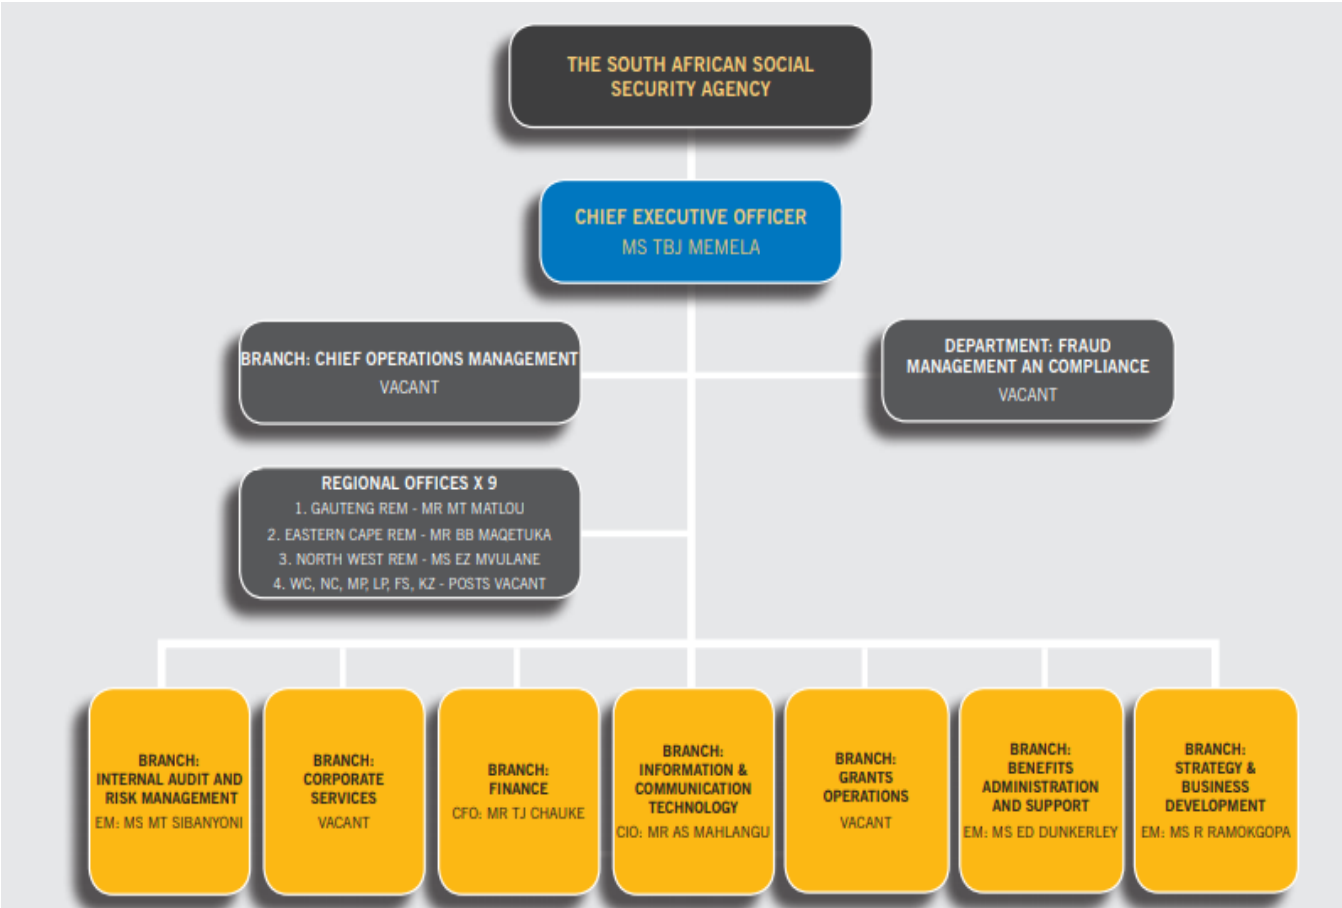 THE SOUTH AFRICAN SOCIAL
SECURITY AGENCY
CHIEF EXECUTIVE OFFICER
MS TBJ MEMELA
BRANCH: CHIEF OPERATIONS MANAGEMENT
VACANT
DEPARTMENT: FRAUD
MANAGEMENT AN COMPLIANCE
VACANT
REGIONAL OFFICES X 9
1. GAUTENG REM - MR MT MATLOU
2. EASTERN CAPE REM - MR BB MAQETUKA
3. NORTH WEST REM - MS EZ MVULANE
4. WC, NC, MP, LP, FS, KZ - POSTS VACANT
BRANCH:
INTERNAL AUDIT AND
RISK MANAGEMENT
EM: MS MT SIBANYONI
BRANCH:
CORPORATE
SERVICES
VACANT
BRANCH:
FINANCE
CFO: MR TJ CHAUKE
BRANCH:
INFORMATION &
COMMUNICATION
TECHNOLOGY
CIO: MR AS MAHLANGU
BRANCH:
GRANTS
OPERATIONS
VACANT
BRANCH:
BENEFITS
ADMINISTRATION
AND SUPPORT
EM: MS ED DUNKERLEY
BRANCH:
STRATEGY &
BUSINESS
DEVELOPMENT
EM: MS R RAMOKGOPA